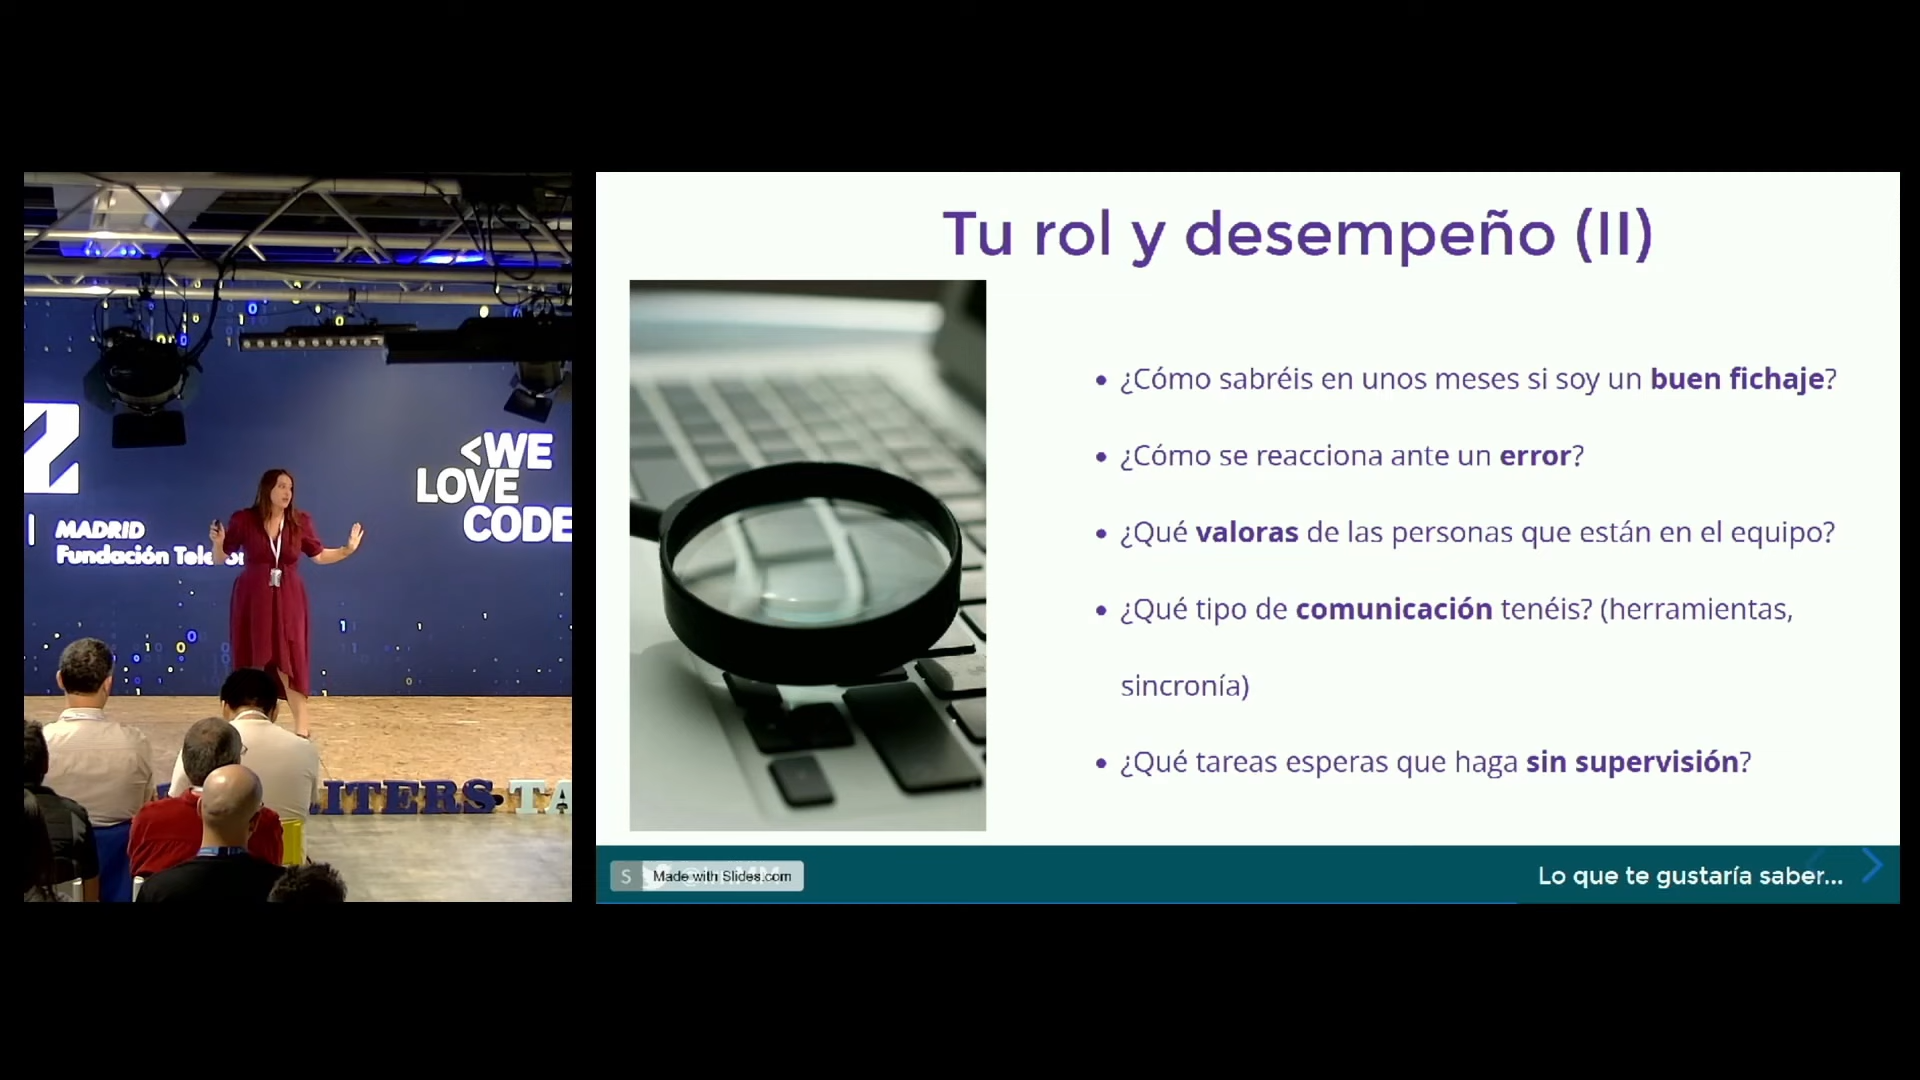 <WE
LOVE
CODE
MADRID
Fundación
ITERS TA
Tu rol y desempeño (II)
• ¿Cómo sabréis en unos meses si soy un buen fichaje?
• ¿Cómo se reacciona ante un error?
• ¿Qué valoras de las personas que están en el equipo?
• ¿Qué tipo de comunicación tenéis? (herramientas,
sincronía)
• ¿Qué tareas esperas que haga sin supervisión?
S Made with Slides.com
Lo que te gustaría saber...